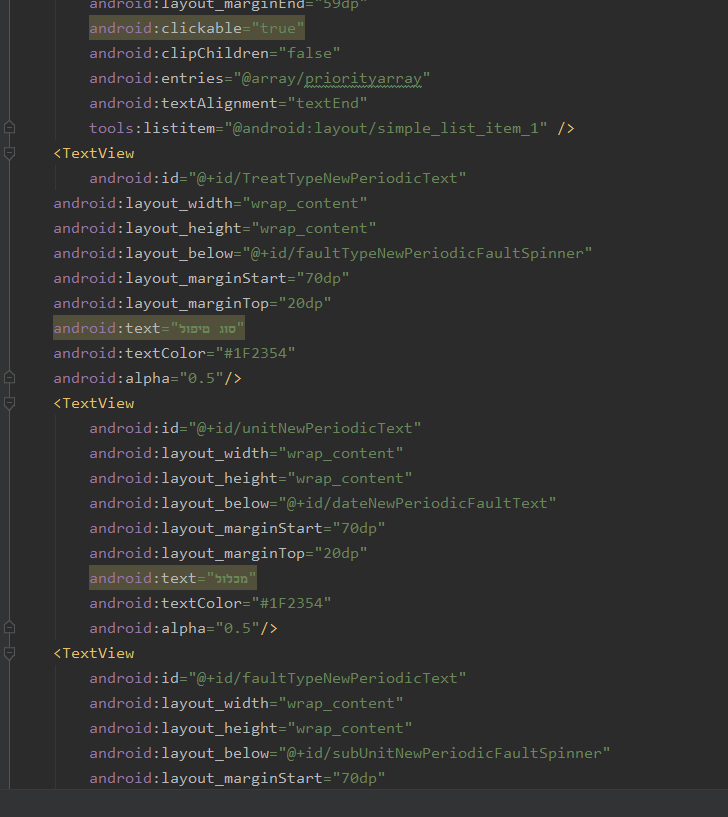 android:layout_marginEnd="59dp"
android:clickable="true"
android:clipChildren="false"
android:entries="@array/priorityarray"
android:textAlignment="textEnd"
tools:listitem="@android:layout/simple_list_item_1" />
<TextView
android:id="@+id/TreatTypeNewPeriodicText"
android:layout_width="wrap_content"
android:layout_height="wrap_content"
android:layout_below="@+id/faultTypeNewPeriodicFaultSpinner"
android:layout_marginStart="70dp"
android:layout_marginTop="20dp"
android:text="סוג טיפול"
android:textColor="#1F2354"
android:alpha="0.5"/>
<TextView
android:id="@+id/unitNewPeriodicText"
android:layout_width="wrap_content"
android:layout_height="wrap_content"
android:layout_below="@+id/dateNewPeriodicFaultText"
android:layout_marginStart="70dp"
android:layout_marginTop="20dp"
android:text="מכלול"
android:textColor="#1F2354"
android:alpha="0.5"/>
<TextView
android:id="@+id/faultTypeNewPeriodicText"
android:layout_width="wrap_content"
android:layout_height="wrap_content"
android:layout_below="@+id/subUnitNewPeriodicFaultSpinner"
android:layout_marginStart="70dp"